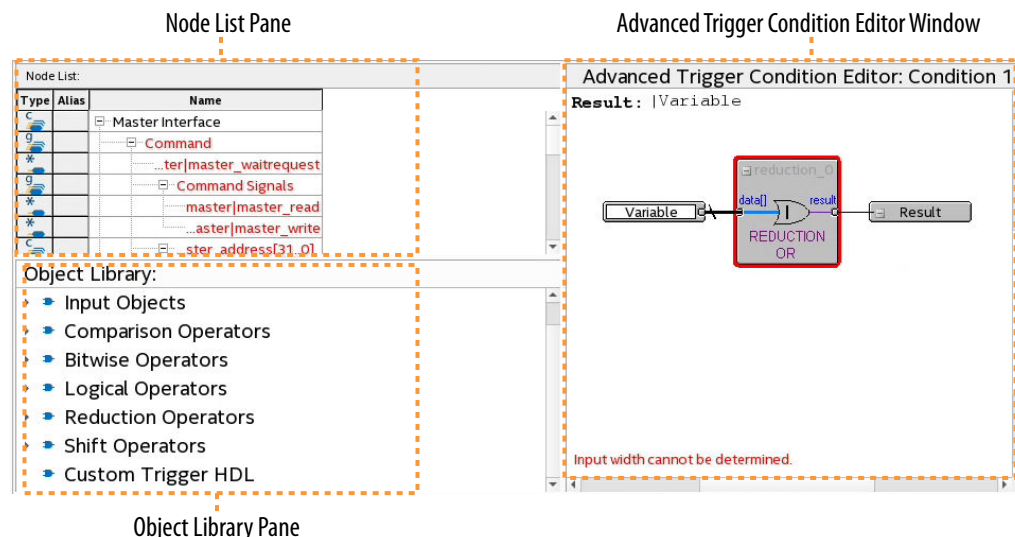 Node List Pane
Advanced Trigger Condition Editor Window
Node List:
Type Alias Name
C
Master Interface
g
Command
*
...ter|master_waitrequest
g
Command Signals
*
master|master_read
*
...aster|master_write
C
...ster_address[31..0]
Object Library:
Input Objects
Comparison Operators
Bitwise Operators
Logical Operators
Reduction Operators
Shift Operators
Custom Trigger HDL
Object Library Pane
Advanced Trigger Condition Editor: Condition 1
Result: |Variable
reduction_0
Variable
data[]
result
REDUCTION
OR
Result
Input width cannot be determined.